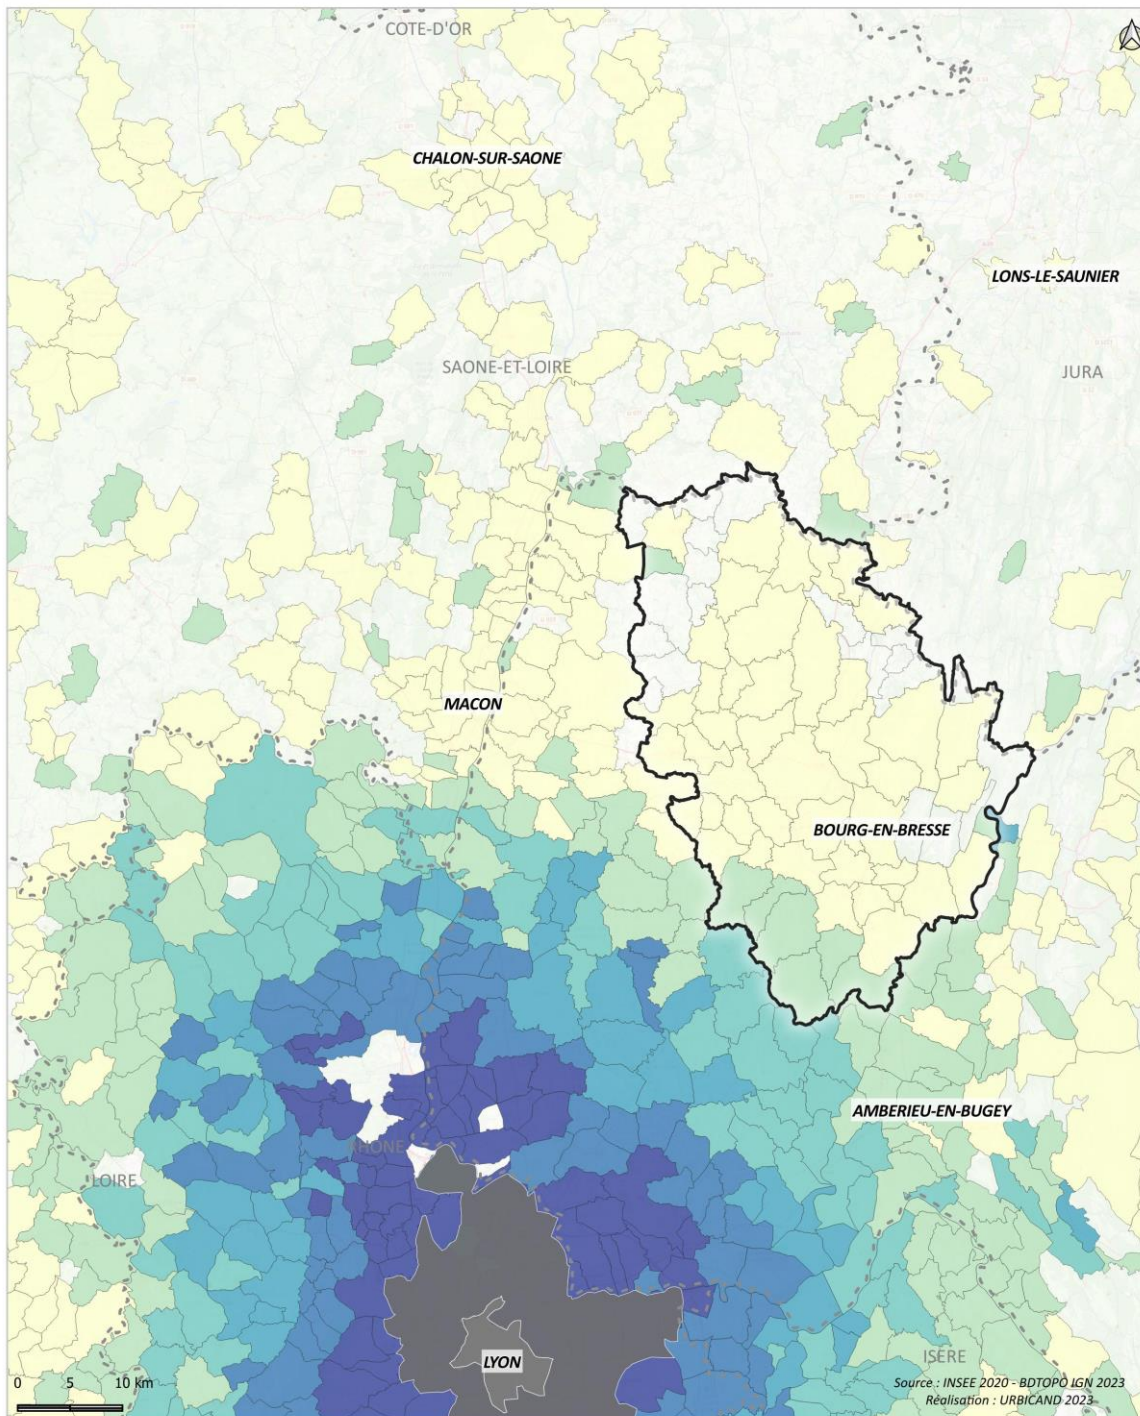 COTE-D'OR
CHALON-SUR-SAONE
LONS-LE-SAUNIER
SAONE-ET-LOIRE
JURA
MACON
BOURG-EN-BRESSE
AMBERIEU-EN-BUGEY
RHONE
LOIRE
ISERE
LYON
0 5 10 km
Source : INSEE 2020 - BDTOPO IGN 2023
Réalisation : URBICAND 2023